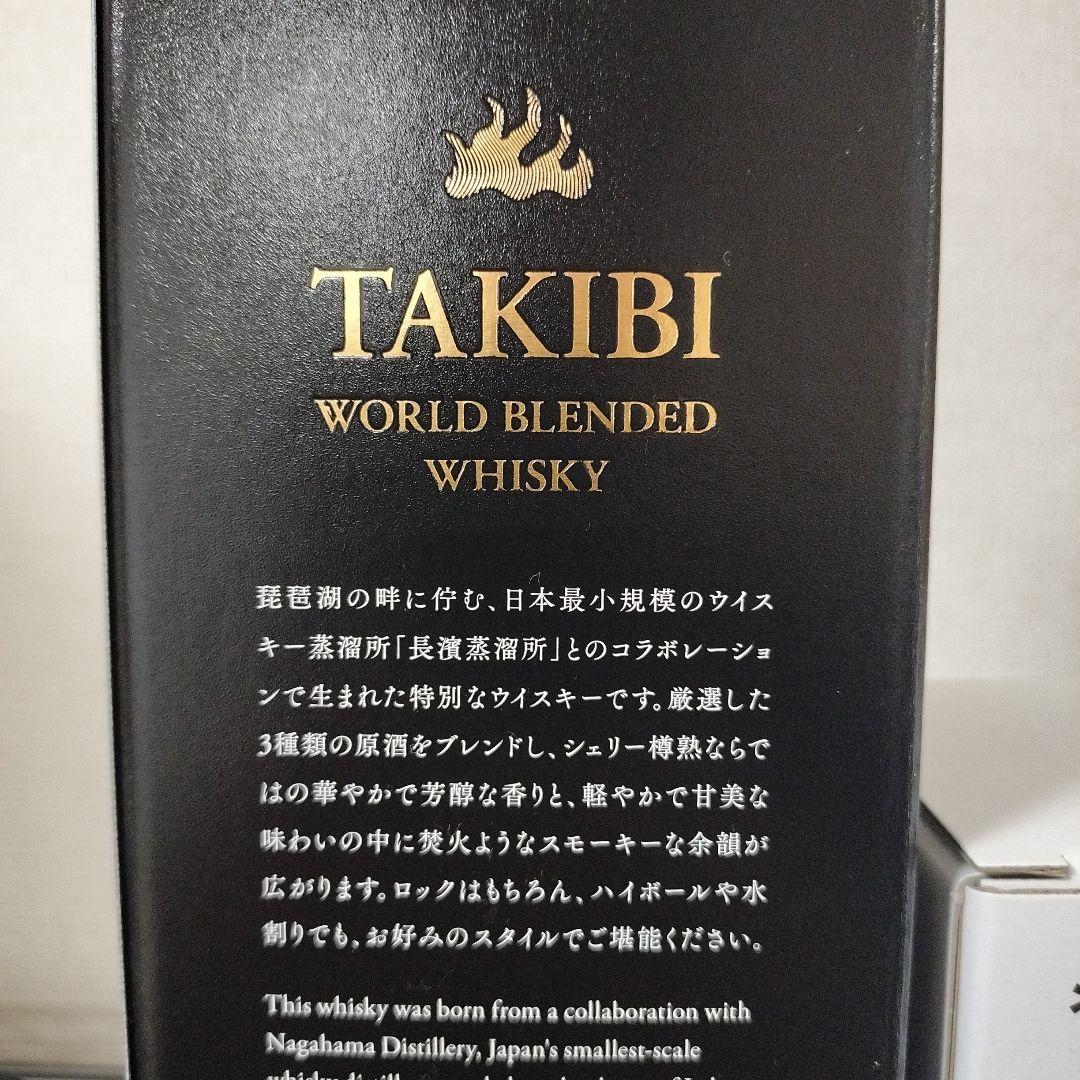 TAKIBI
WORLD BLENDED
WHISKY
琵琶湖の畔に佇む、日本最小規模のウイス
キー蒸溜所「長濱蒸溜所」とのコラボレーショ
ンで生まれた特別なウイスキーです。厳選した
3種類の原酒をブレンドし、シェリー樽熟ならで
はの華やかで芳醇な香りと、軽やかで甘美な
味わいの中に焚火ようなスモーキーな余韻が
広がります。ロックはもちろん、ハイボールや水
割りでも、お好みのスタイルでご堪能ください。
This whisky was born from a collaboration with
Nagahama Distillery, Japan's smallest-scale